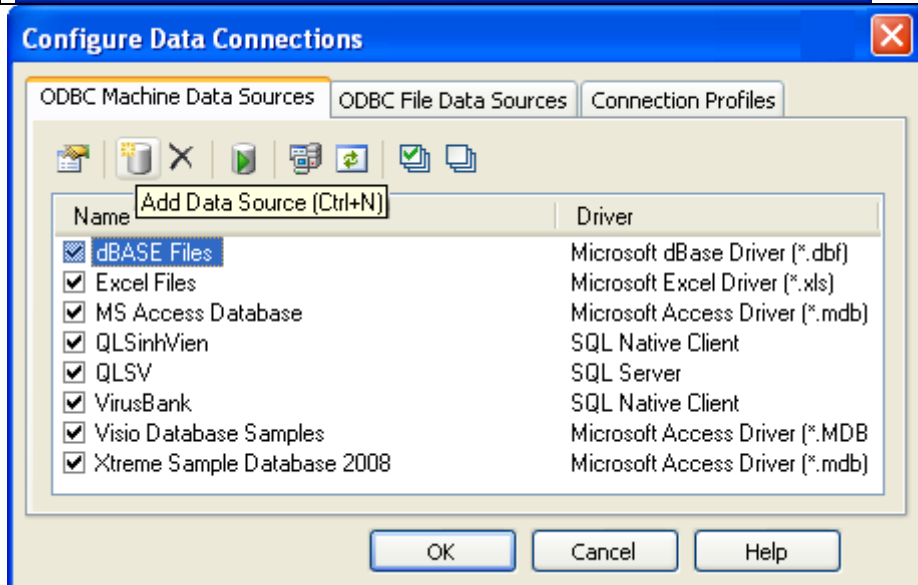 Configure Data Connections
ODBC Machine Data Sources ODBC File Data Sources Connection Profiles
Add Data Source (Ctrl+N)
Name Driver
dBASE Files Microsoft dBase Driver (*.dbf)
Excel Files Microsoft Excel Driver (*.xls)
MS Access Database Microsoft Access Driver (*.mdb)
QLSinhVien SQL Native Client
QLSV SQL Server
VirusBank SQL Native Client
Visio Database Samples Microsoft Access Driver (*.MDB
Xtreme Sample Database 2008 Microsoft Access Driver (*.mdb)
OK Cancel Help